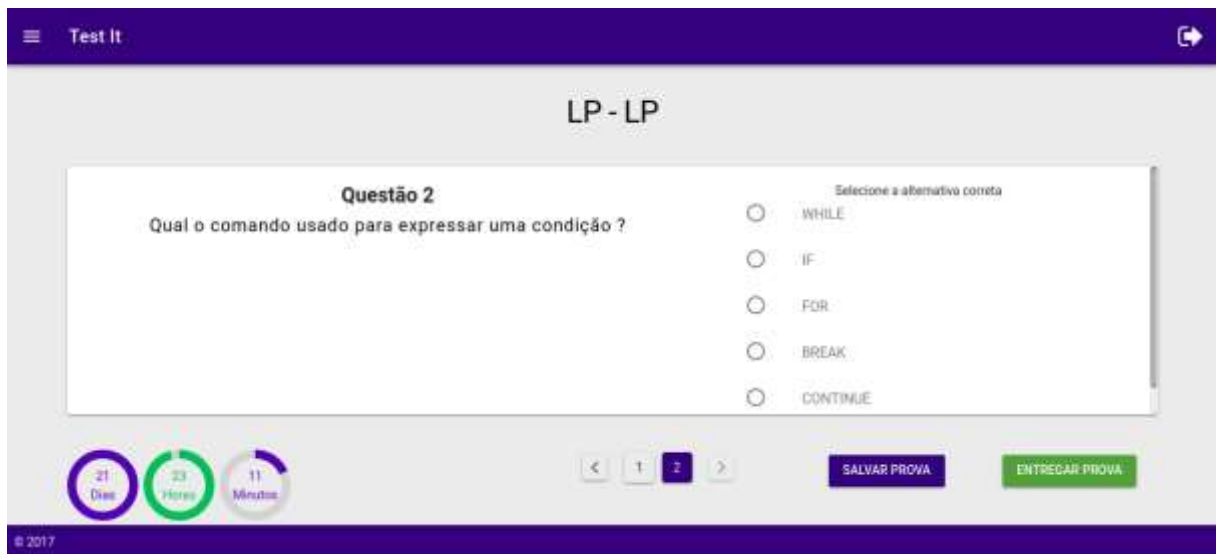 Test It
LP - LP
Questão 2
Qual o comando usado para expressar uma condição ?
Selecione a alternativa correta
WHILE
IF
FOR
BREAK
CONTINUE
21
Dias
23
Horas
11
Minutos
< 1 2 >
SALVAR PROVA
ENTREGAR PROVA
© 2017